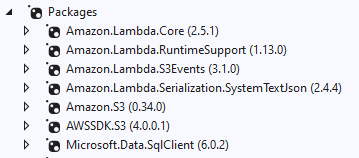 Packages
Amazon.Lambda.Core (2.5.1)
Amazon.Lambda.RuntimeSupport (1.13.0)
Amazon.Lambda.S3Events (3.1.0)
Amazon.Lambda.Serialization.SystemTextJson (2.4.4)
Amazon.S3 (0.34.0)
AWSSDK.S3 (4.0.0.1)
Microsoft.Data.SqlClient (6.0.2)